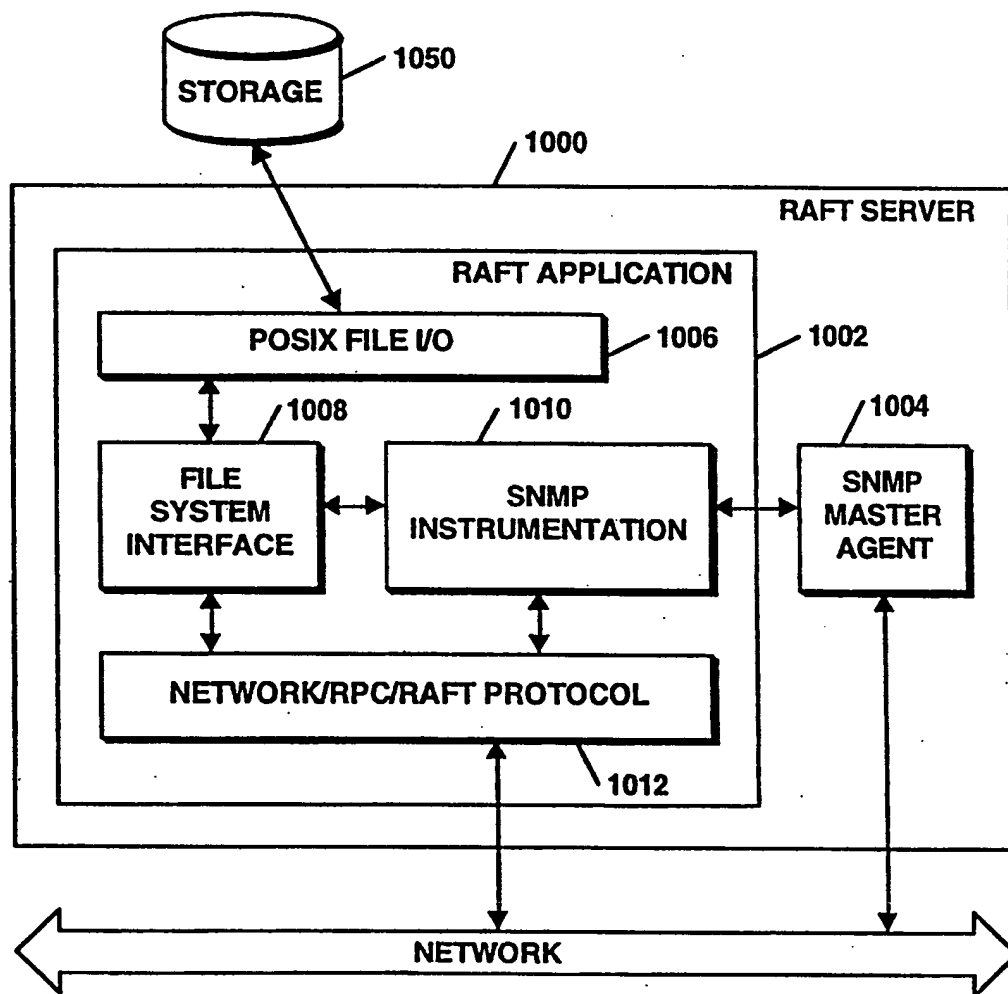 STORAGE
1050
1000
RAFT SERVER
RAFT APPLICATION
POSIX FILE I/O
1006
1002
1008
1010
1004
FILE
SYSTEM
INTERFACE
SNMP
INSTRUMENTATION
SNMP
MASTER
AGENT
NETWORK/RPC/RAFT PROTOCOL
1012
NETWORK